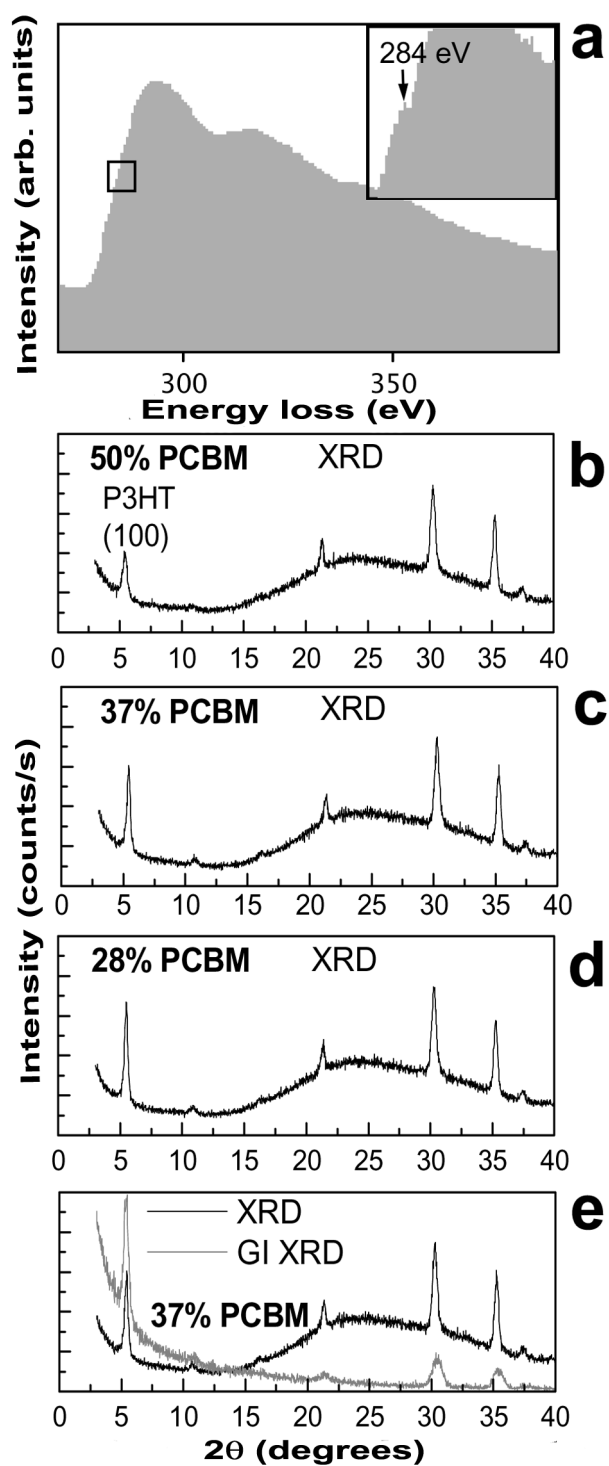 a
284 eV
Intensity (arb. units)
300 350
Energy loss (eV)
50% PCBM XRD b
P3HT
(100)
0 5 10 15 20 25 30 35 40
37% PCBM XRD c
0 5 10 15 20 25 30 35 40
Intensity (counts/s)
28% PCBM XRD d
0 5 10 15 20 25 30 35 40
XRD e
GI XRD
37% PCBM
0 5 10 15 20 25 30 35 40
2θ (degrees)